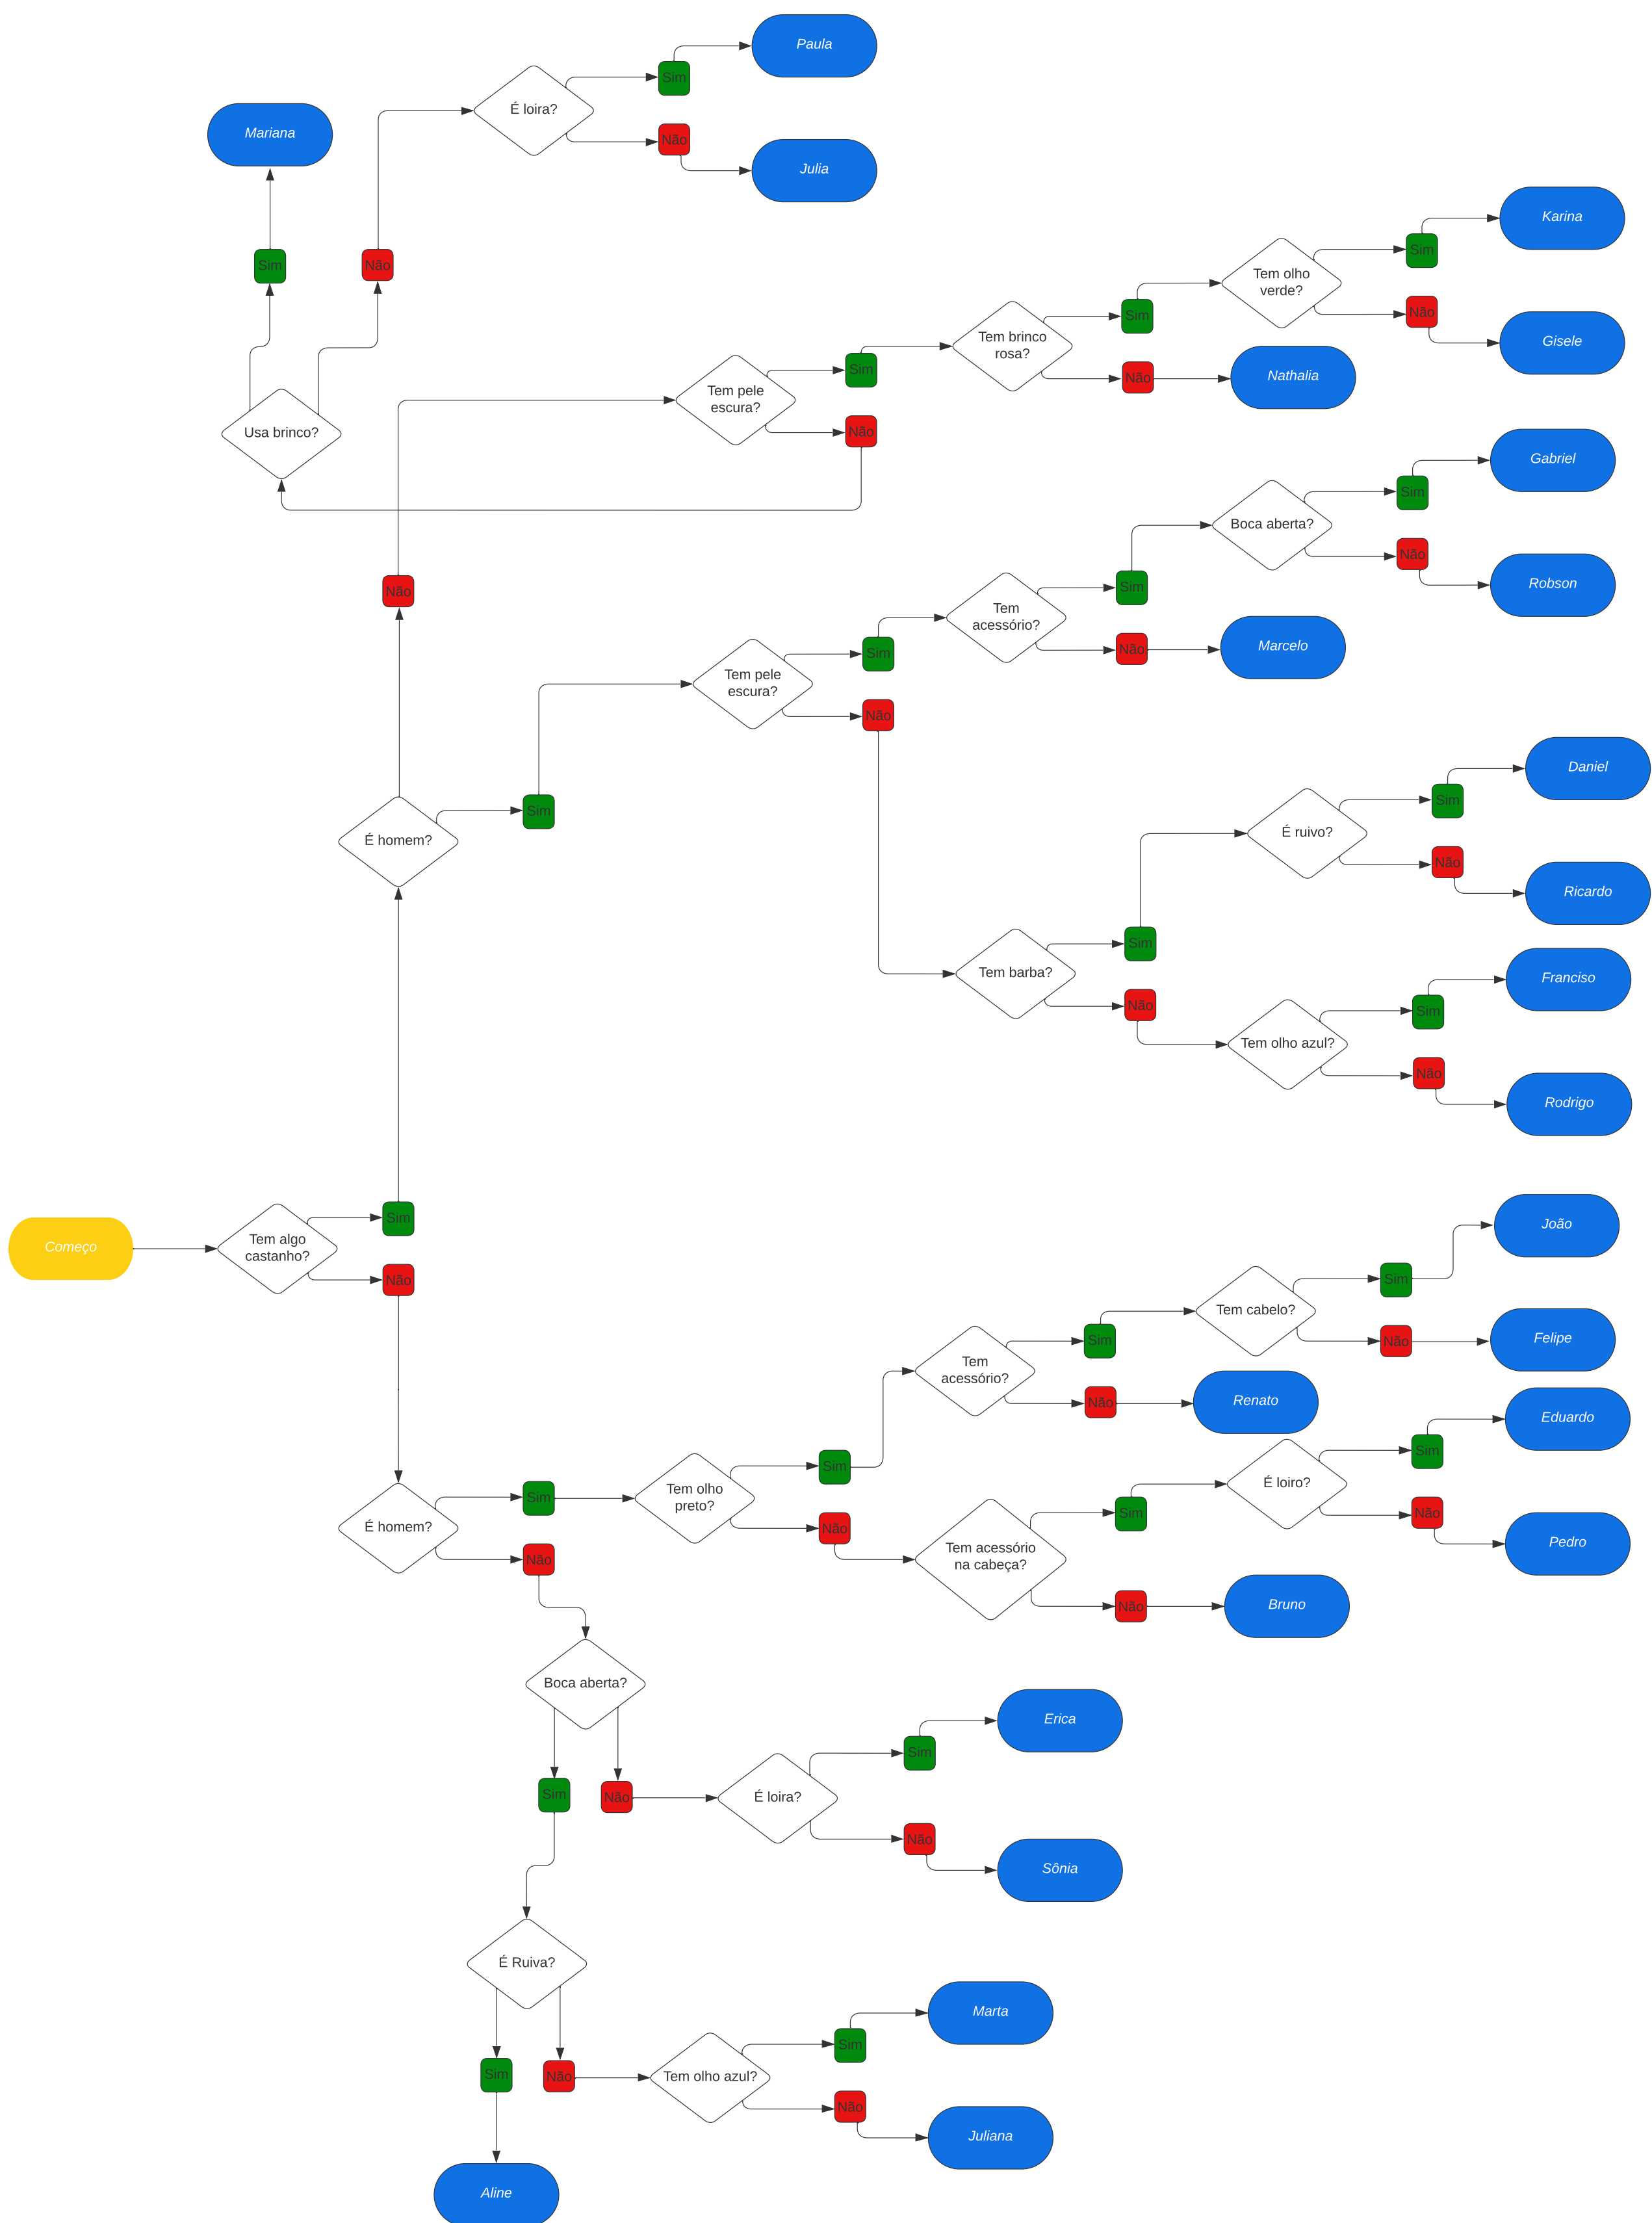 Paula
É loira?
Sim
Não
Mariana
Julia
Sim
Não
Karina
Tem olho
verde?
Sim
Não
Gisele
Tem brinco
rosa?
Sim
Não
Nathalia
Tem pele
escura?
Sim
Não
Usa brinco?
Gabriel
Boca aberta?
Sim
Não
Robson
Não
Tem
acessório?
Sim
Não
Marcelo
Tem pele
escura?
Sim
Não
Daniel
É ruivo?
Sim
Não
Ricardo
É homem?
Sim
Tem barba?
Sim
Não
Franciso
Tem olho azul?
Sim
Não
Rodrigo
Começo
Tem algo
castanho?
Sim
Não
João
Tem cabelo?
Sim
Não
Felipe
Tem
acessório?
Sim
Não
Renato
Eduardo
É loiro?
Sim
Não
Pedro
Tem olho
preto?
Sim
Não
É homem?
Sim
Não
Tem acessório
na cabeça?
Sim
Não
Bruno
Boca aberta?
Sim
Não
Erica
É loira?
Sim
Não
Sônia
É Ruiva?
Sim
Não
Marta
Tem olho azul?
Sim
Não
Juliana
Aline